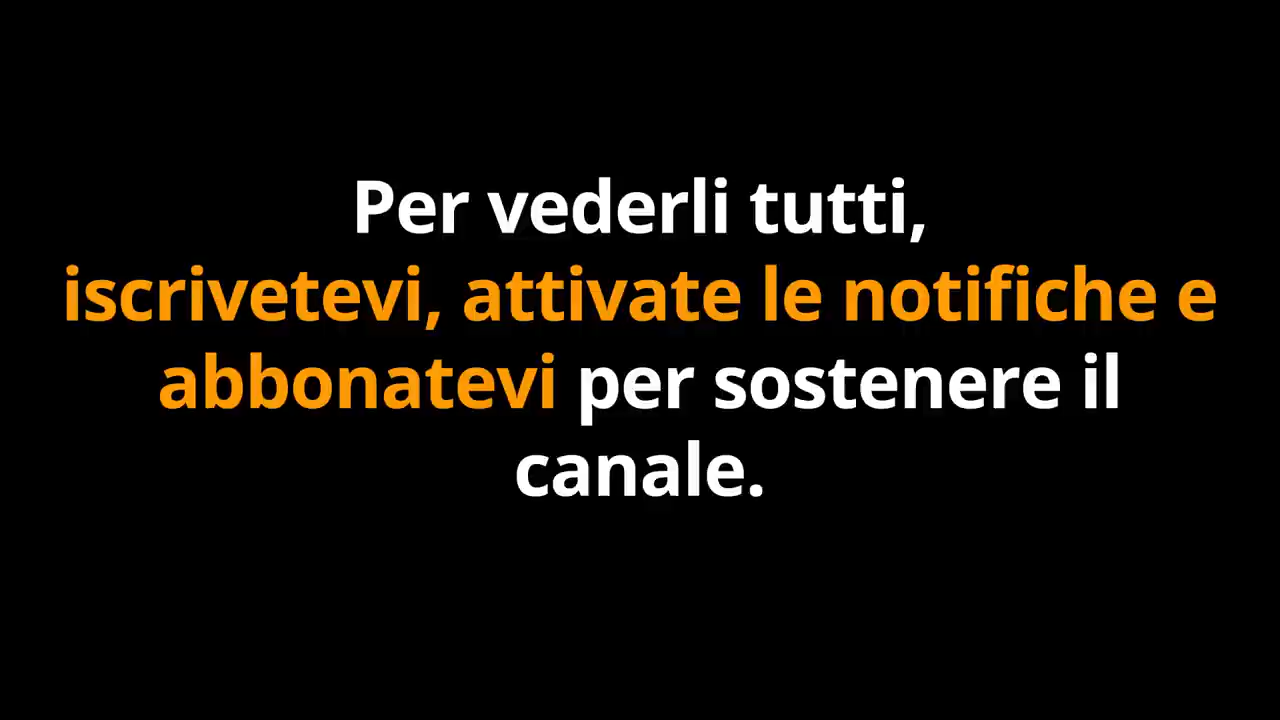 Per vederli tutti,
iscrivetevi, attivate le notifiche e
abbonatevi per sostenere il
canale.